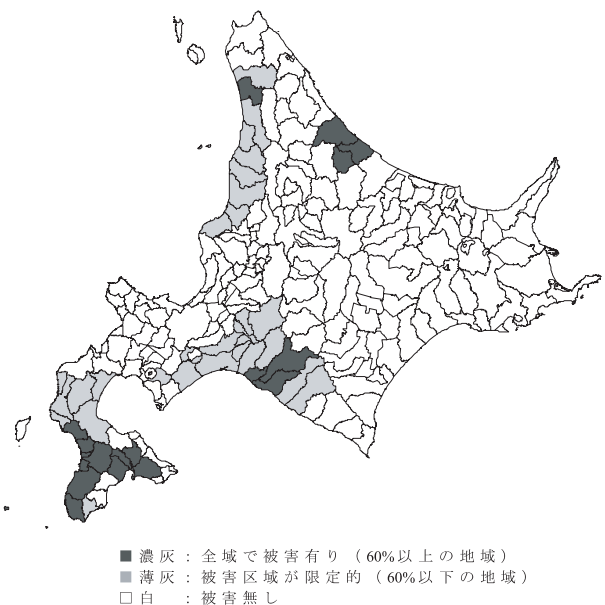 ■ 濃灰：全域で被害有り（60%以上の地域）
■ 薄灰：被害区域が限定的（60%以下の地域）
□ 白 ：被害無し